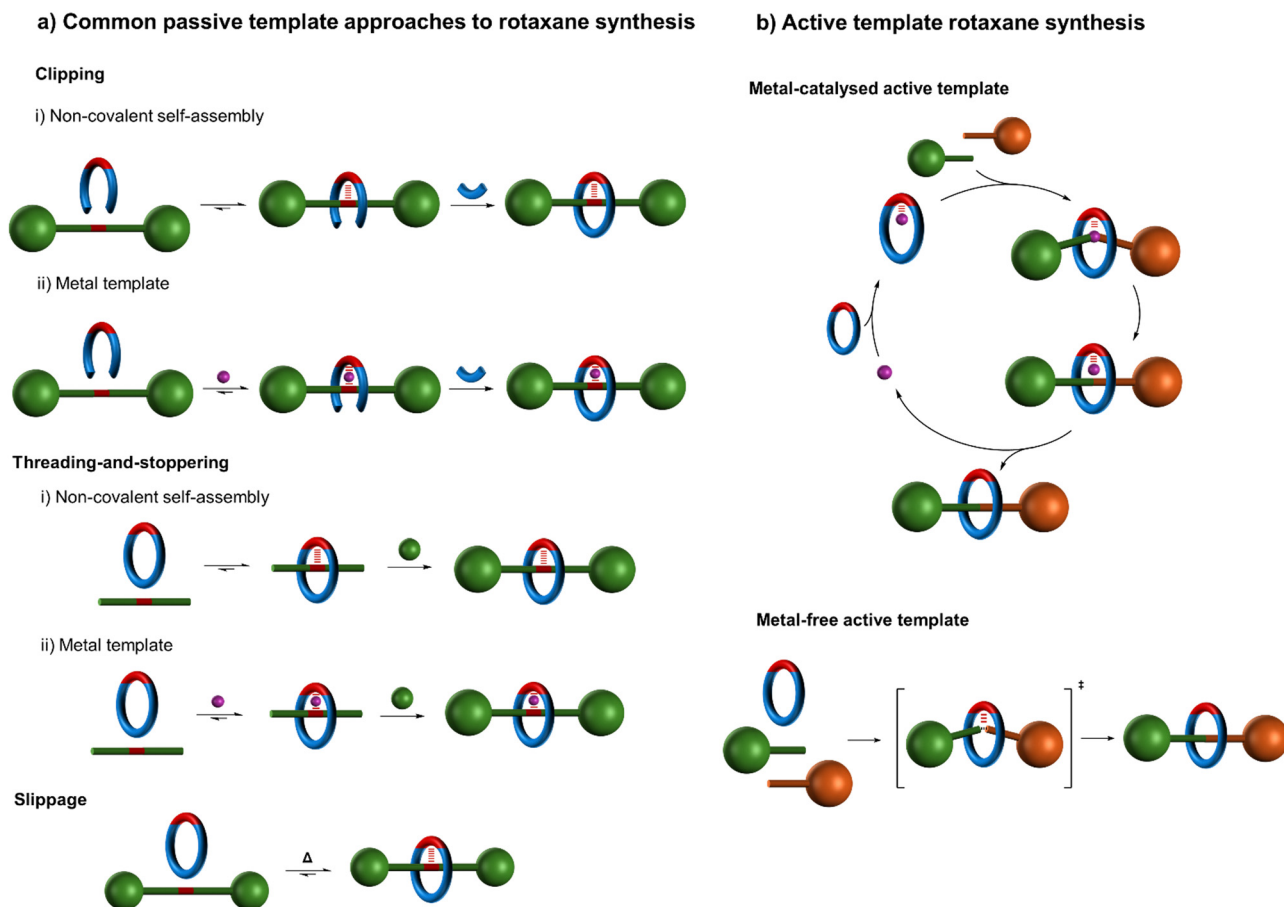 a) Common passive template approaches to rotaxane synthesis
Clipping
i) Non-covalent self-assembly
ii) Metal template
Threading-and-stoppering
i) Non-covalent self-assembly
ii) Metal template
Slippage
Δ
b) Active template rotaxane synthesis
Metal-catalysed active template
Metal-free active template
‡